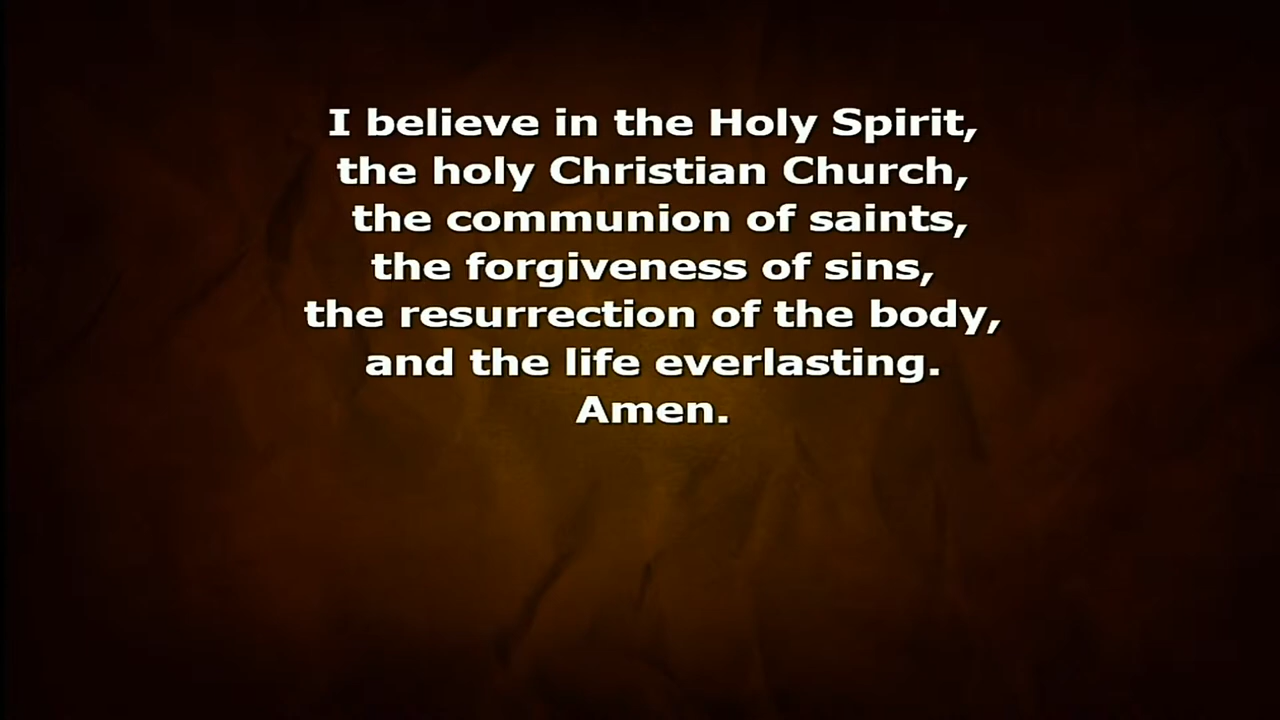 I believe in the Holy Spirit,
the holy Christian Church,
the communion of saints,
the forgiveness of sins,
the resurrection of the body,
and the life everlasting.
Amen.